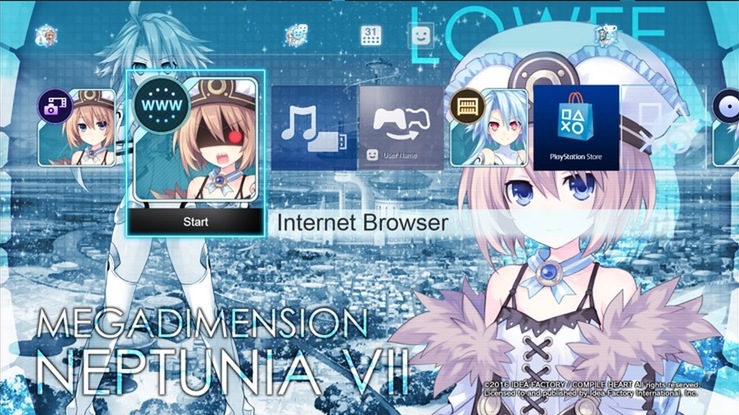 LOWEE
31
WWW
User Name
PlayStation Store
Start
Internet Browser
MEGADIMENSION
NEPTUNIA VII
©2016 IDEA FACTORY / COMPILE HEART All rights reserved.
Licensed to and published by Idea Factory International, Inc.